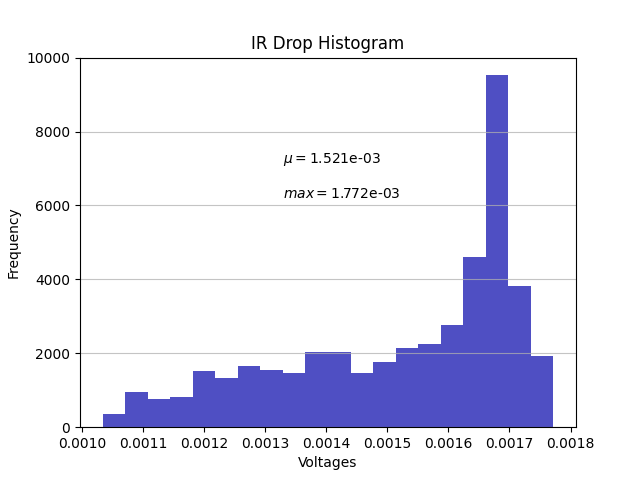 IR Drop Histogram
10000
8000
6000
4000
2000
0
Frequency
μ = 1.521e-03
max = 1.772e-03
0.0010 0.0011 0.0012 0.0013 0.0014 0.0015 0.0016 0.0017 0.0018
Voltages